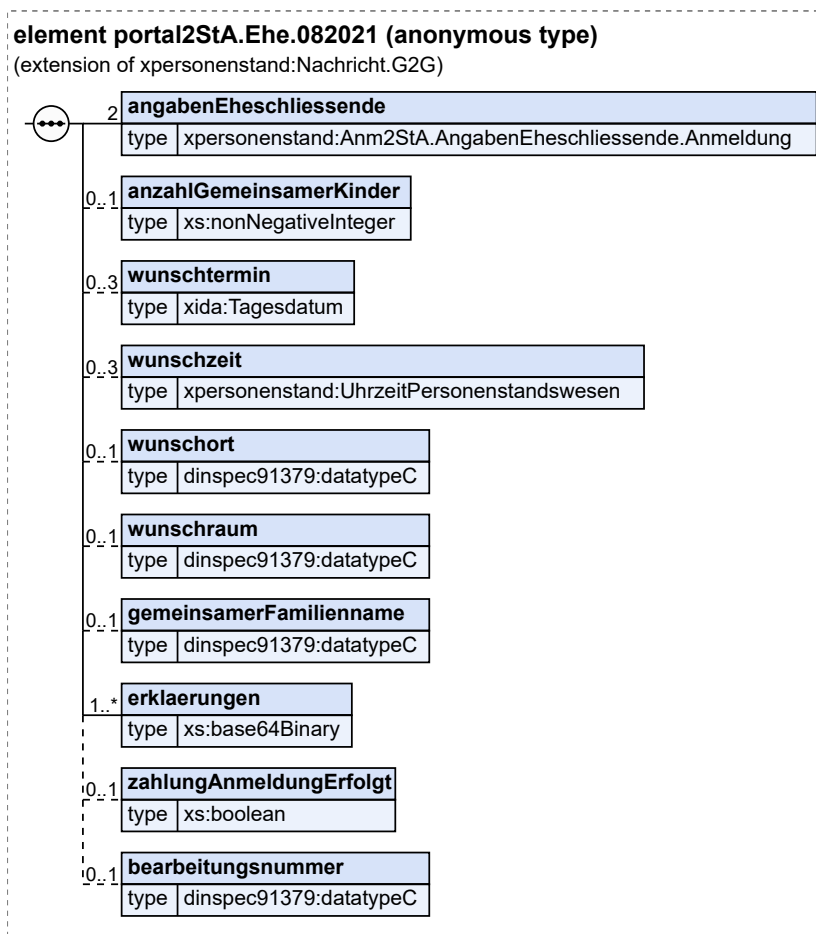 element portal2StA.Ehe.082021 (anonymous type)
(extension of xpersonenstand:Nachricht.G2G)
2 angabenEheschliessende
type xpersonenstand:Anm2StA.AngabenEheschliessende.Anmeldung
0..1 anzahlGemeinsamerKinder
type xs:nonNegativeInteger
0..3 wunschtermin
type xida:Tagesdatum
0..3 wunschzeit
type xpersonenstand:UhrzeitPersonenstandswesen
0..1 wunschort
type dinspec91379:datatypeC
0..1 wunschraum
type dinspec91379:datatypeC
0..1 gemeinsamerFamilienname
type dinspec91379:datatypeC
1..* erklaerungen
type xs:base64Binary
0..1 zahlungAnmeldungErfolgt
type xs:boolean
0..1 bearbeitungsnummer
type dinspec91379:datatypeC